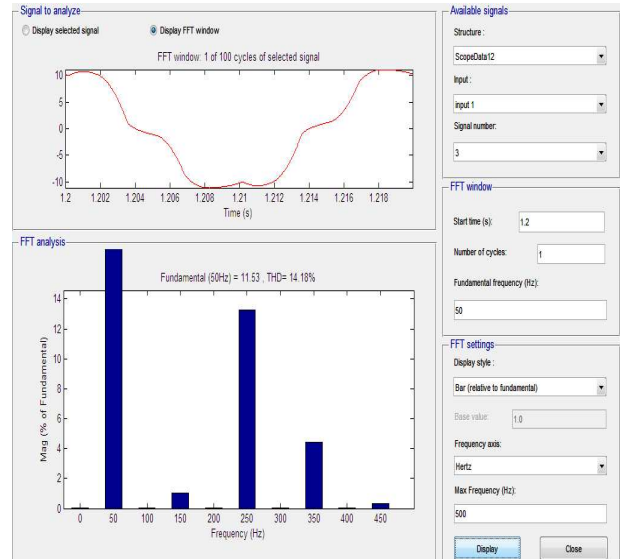 Signal to analyze
Display selected signal
Display FFT window
FFT window: 1 of 100 cycles of selected signal
10
5
0
-5
-10
1.2 1.202 1.204 1.206 1.208 1.21 1.212 1.214 1.216 1.218
Time (s)
FFT analysis
Fundamental (50Hz) = 11.53 , THD= 14.18%
Mag (% of Fundamental)
14
12
10
8
6
4
2
0
0 50 100 150 200 250 300 350 400 450
Frequency (Hz)
Available signals
Structure :
ScopeData12
Input :
input 1
Signal number:
3
FFT window
Start time (s): 1.2
Number of cycles: 1
Fundamental frequency (Hz):
50
FFT settings
Display style :
Bar (relative to fundamental)
Base value: 1.0
Frequency axis:
Hertz
Max Frequency (Hz):
500
Display
Close